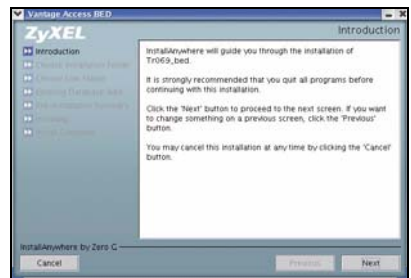 Vantage Access BED
ZyXEL
Introduction
Introduction
InstallAnywhere will guide you through the installation of
Tr069_bed.
It is strongly recommended that you quit all programs before
continuing with this installation.
Click the 'Next' button to proceed to the next screen. If you want
to change something on a previous screen, click the 'Previous'
button.
You may cancel this installation at any time by clicking the 'Cancel'
button.
InstallAnywhere by Zero G
Cancel
Previous
Next